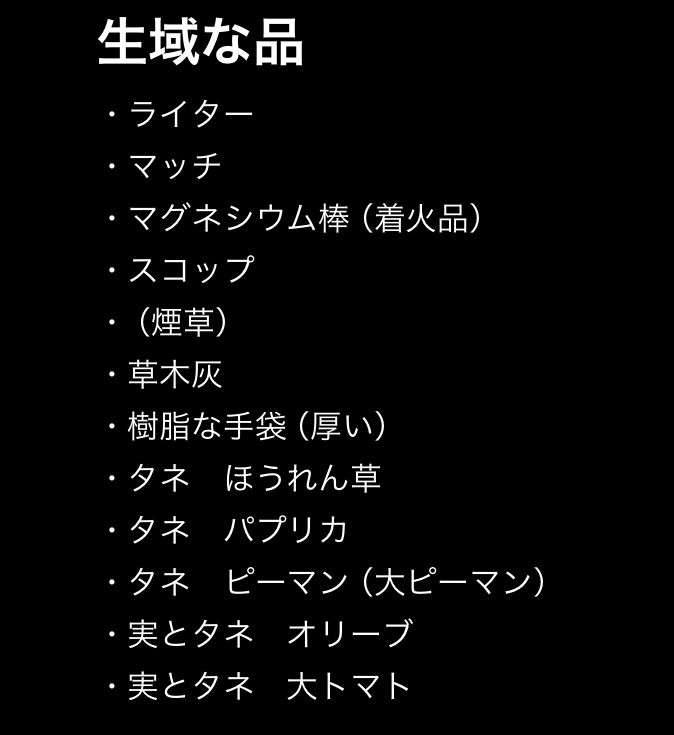 生域な品
・ライター
・マッチ
・マグネシウム棒（着火品）
・スコップ
・（煙草）
・草木灰
・樹脂な手袋（厚い）
・タネ　ほうれん草
・タネ　パプリカ
・タネ　ピーマン（大ピーマン）
・実とタネ　オリーブ
・実とタネ　大トマト